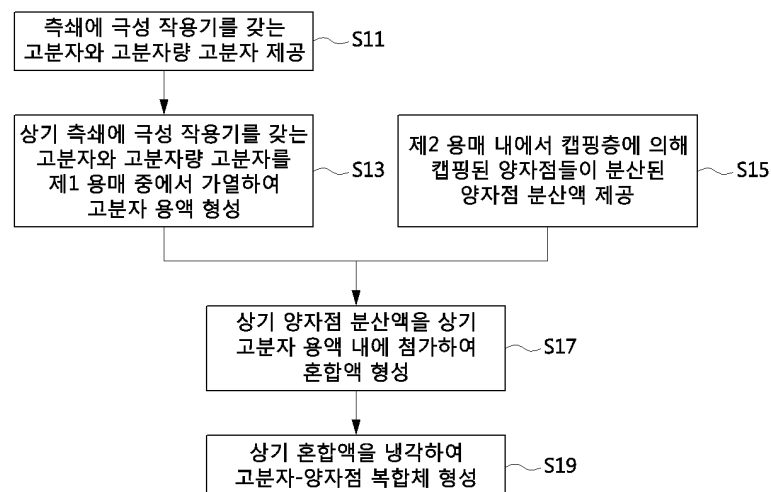 측쇄에 극성 작용기를 갖는
고분자와 고분자량 고분자 제공
S11
상기 측쇄에 극성 작용기를 갖는
고분자와 고분자량 고분자를
제1 용매 중에서 가열하여
고분자 용액 형성
S13
제2 용매 내에서 캡핑층에 의해
캡핑된 양자점들이 분산된
양자점 분산액 제공
S15
상기 양자점 분산액을 상기
고분자 용액 내에 첨가하여
혼합액 형성
S17
상기 혼합액을 냉각하여
고분자-양자점 복합체 형성
S19